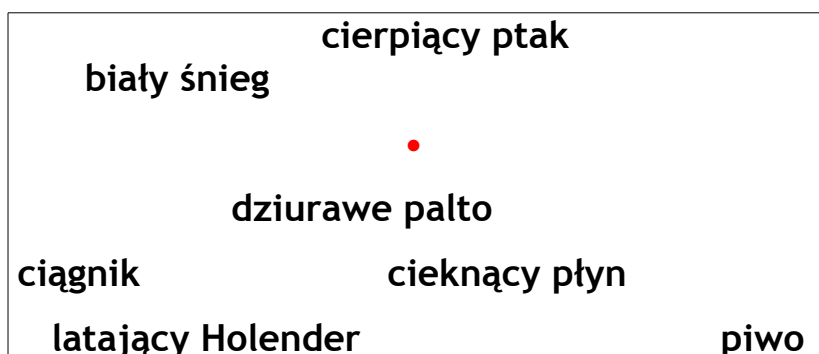 cierpiący ptak
biały śnieg
dziurawe palto
ciągnik cieknący płyn
latający Holender piwo